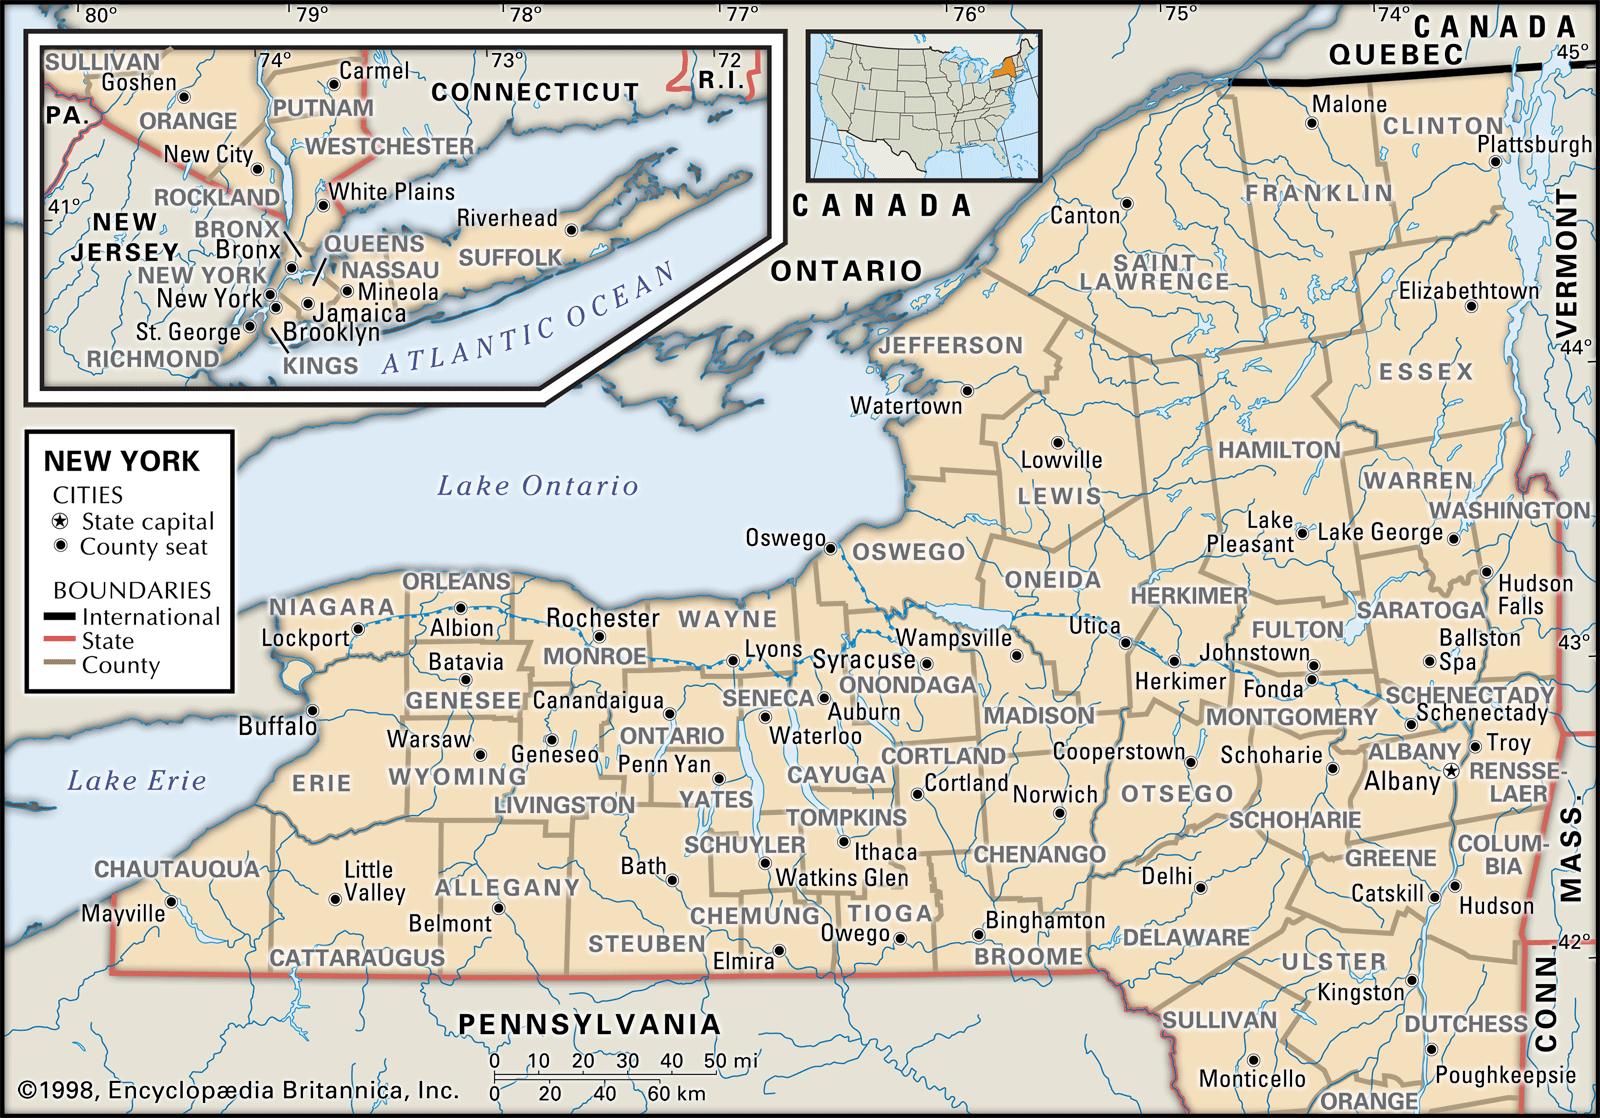 80°
79°
78°
77°
76°
75°
74°
CANADA
QUEBEC
45°
SULLIVAN
Goshen
74°
Carmel
73°
72
R.I.
CONNECTICUT
PA.
ORANGE
PUTNAM
WESTCHESTER
New City
ROCKLAND
White Plains
41°
NEW
JERSEY
BRONX
Bronx
QUEENS
Riverhead
SUFFOLK
NEW YORK
NASSAU
New York
Mineola
Jamaica
St. George
Brooklyn
RICHMOND
KINGS
ATLANTIC OCEAN
CANADA
ONTARIO
Malone
CLINTON
Plattsburgh
FRANKLIN
Canton
SAINT
LAWRENCE
VERMONT
Elizabethtown
44°
JEFFERSON
ESSEX
Watertown
NEW YORK
CITIES
State capital
County seat
BOUNDARIES
International
State
County
Lake Ontario
Lowville
LEWIS
HAMILTON
WARREN
WASHINGTON
Lake
Pleasant
Lake George
Oswego
OSWEGO
ONEIDA
HERKIMER
Hudson
Falls
SARATOGA
ORLEANS
NIAGARA
Albion
Lockport
Rochester
WAYNE
MONROE
Lyons
Wampsville
Utica
FULTON
Johnstown
Ballston
Spa
43°
Batavia
GENESEE
Canandaigua
SENECA
Syracuse
ONONDAGA
Auburn
Herkimer
Fonda
SCHENECTADY
Schenectady
MONTGOMERY
MADISON
Buffalo
Warsaw
WYOMING
Geneseo
ONTARIO
Waterloo
Penn Yan
CAYUGA
CORTLAND
Cortland
Cooperstown
Schoharie
ALBANY
Albany
Troy
RENSSE-
LAER
Lake Erie
ERIE
LIVINGSTON
YATES
TOMPKINS
Norwich
OTSEGO
SCHOHARIE
SCHUYLER
Ithaca
CHENANGO
GREENE
COLUM-
BIA
MASS.
CHAUTAUQUA
Little
Valley
ALLEGANY
Bath
Watkins Glen
Delhi
Catskill
Hudson
Mayville
Belmont
CHEMUNG
TIOGA
Owego
Binghamton
CATTARAUGUS
STEUBEN
Elmira
BROOME
DELAWARE
42°
ULSTER
Kingston
CONN.
PENNSYLVANIA
SULLIVAN
DUTCHESS
Monticello
Poughkeepsie
ORANGE
0 10 20 30 40 50 mi
0 20 40 60 km
©1998, Encyclopædia Britannica, Inc.